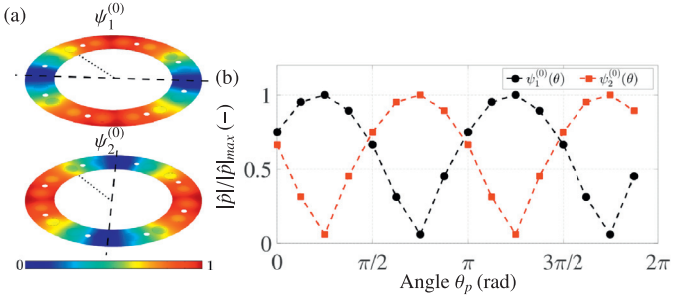 (a)
ψ₁⁽⁰⁾
ψ₂⁽⁰⁾
0 1
(b)
ψ₁⁽⁰⁾(θ) ψ₂⁽⁰⁾(θ)
|p̂|/|p̂|ₘₐₓ (−)
1
0.5
0
0 π/2 π 3π/2 2π
Angle θₚ (rad)